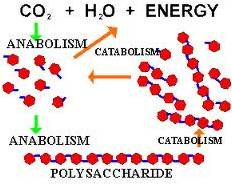 CO₂ + H₂O + ENERGY
ANABOLISM
CATABOLISM
ANABOLISM
CATABOLISM
POLYSACCHARIDE